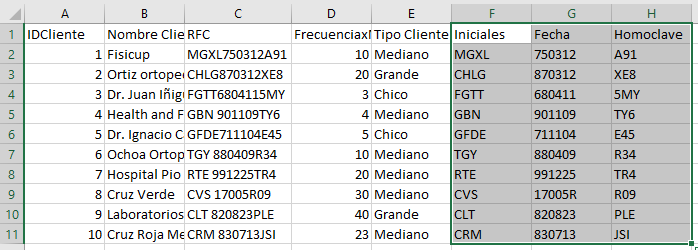 A B C D E F G H
1 IDCliente Nombre Clie RFC FrecuenciaxM Tipo Cliente Iniciales Fecha Homoclave
2 1 Fisicup MGXL750312A91 10 Mediano MGXL 750312 A91
3 2 Ortiz ortoped CHLG870312XE8 20 Grande CHLG 870312 XE8
4 3 Dr. Juan Iñig FGTT6804115MY 3 Chico FGTT 680411 5MY
5 4 Health and F GBN 901109TY6 4 Mediano GBN 901109 TY6
6 5 Dr. Ignacio C GFDE711104E45 5 Chico GFDE 711104 E45
7 6 Ochoa Ortop TGY 880409R34 10 Mediano TGY 880409 R34
8 7 Hospital Pio RTE 991225TR4 20 Mediano RTE 991225 TR4
9 8 Cruz Verde CVS 17005R09 30 Mediano CVS 17005R R09
10 9 Laboratorios CLT 820823PLE 40 Grande CLT 820823 PLE
11 10 Cruz Roja Me CRM 830713JSI 23 Mediano CRM 830713 JSI